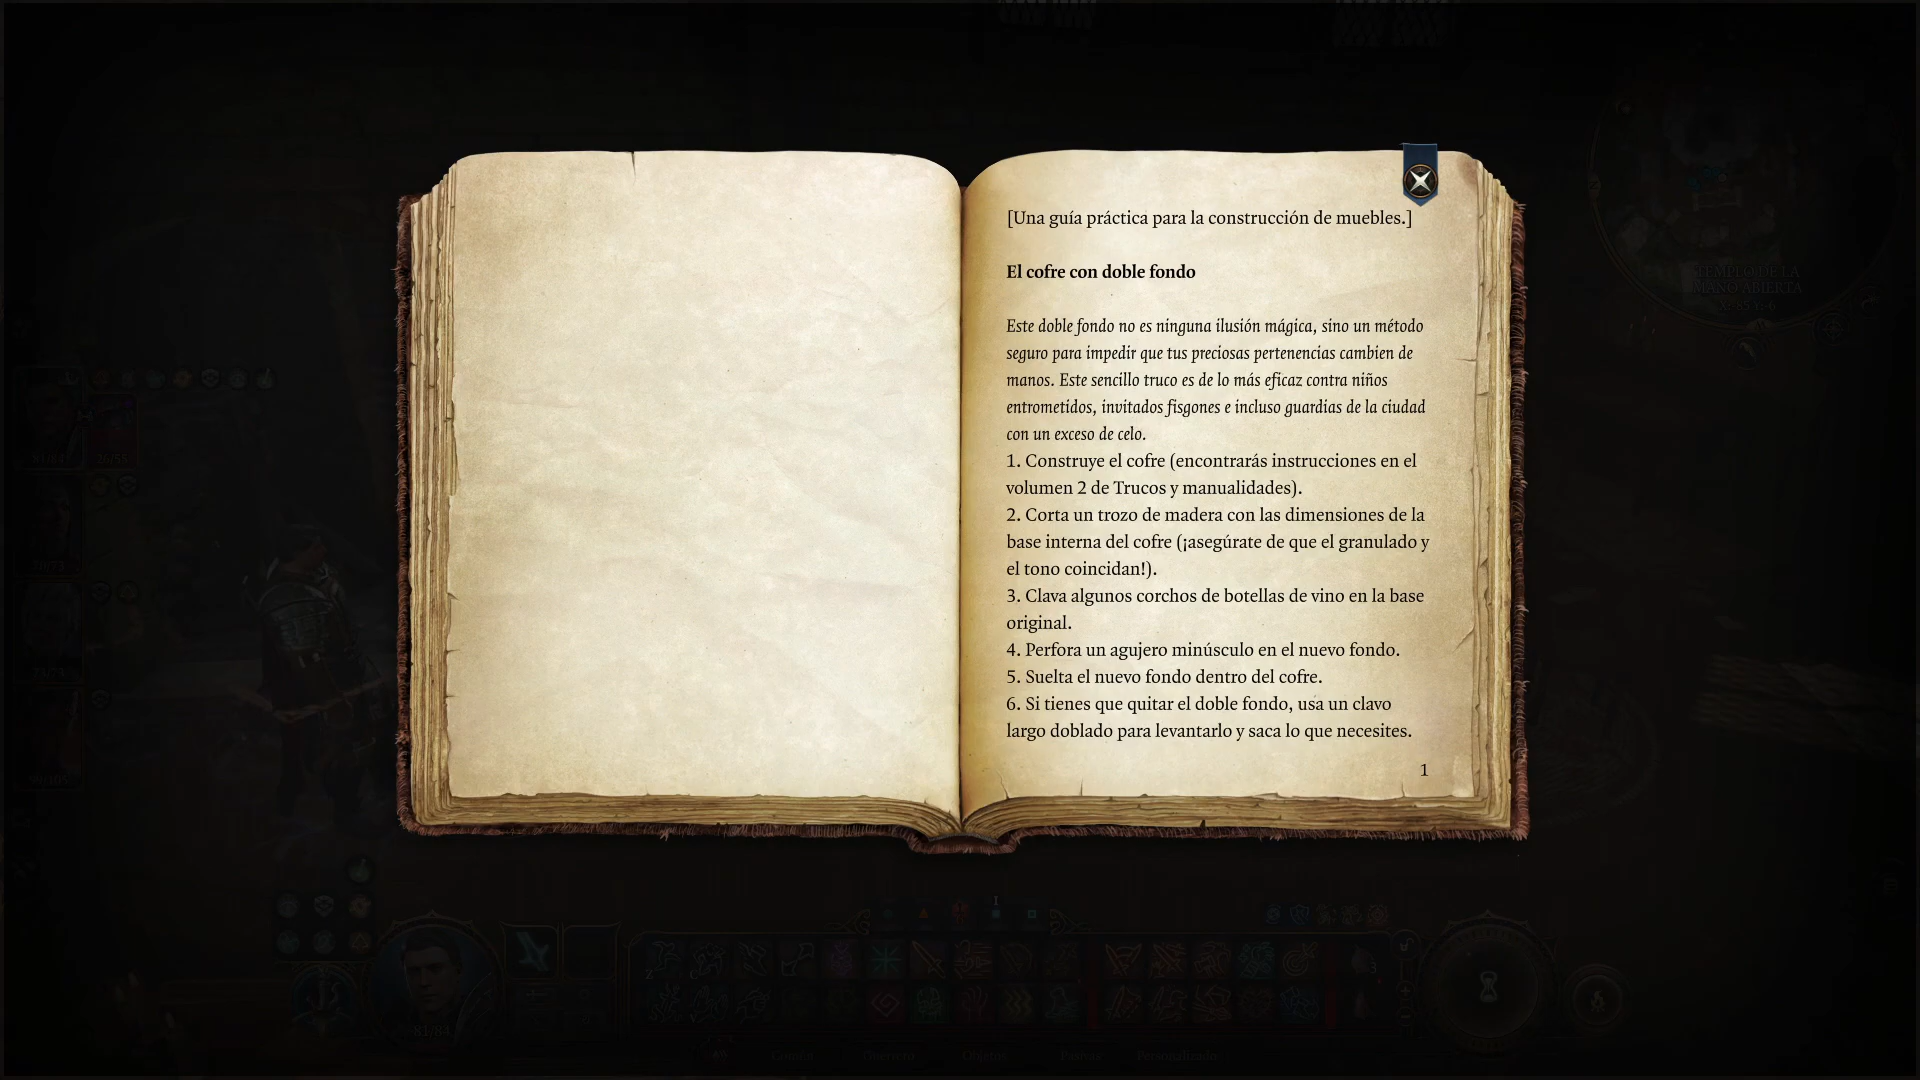 [Una guía práctica para la construcción de muebles.]
El cofre con doble fondo
Este doble fondo no es ninguna ilusión mágica, sino un método
seguro para impedir que tus preciosas pertenencias cambien de
manos. Este sencillo truco es de lo más eficaz contra niños
entrometidos, invitados fisgones e incluso guardias de la ciudad
con un exceso de celo.
1. Construye el cofre (encontrarás instrucciones en el
volumen 2 de Trucos y manualidades).
2. Corta un trozo de madera con las dimensiones de la
base interna del cofre (¡asegúrate de que el granulado y
el tono coincidan!).
3. Clava algunos corchos de botellas de vino en la base
original.
4. Perfora un agujero minúsculo en el nuevo fondo.
5. Suelta el nuevo fondo dentro del cofre.
6. Si tienes que quitar el doble fondo, usa un clavo
largo doblado para levantarlo y saca lo que necesites.
1
TEMPLO DE LA
MANO ABIERTA
81/84